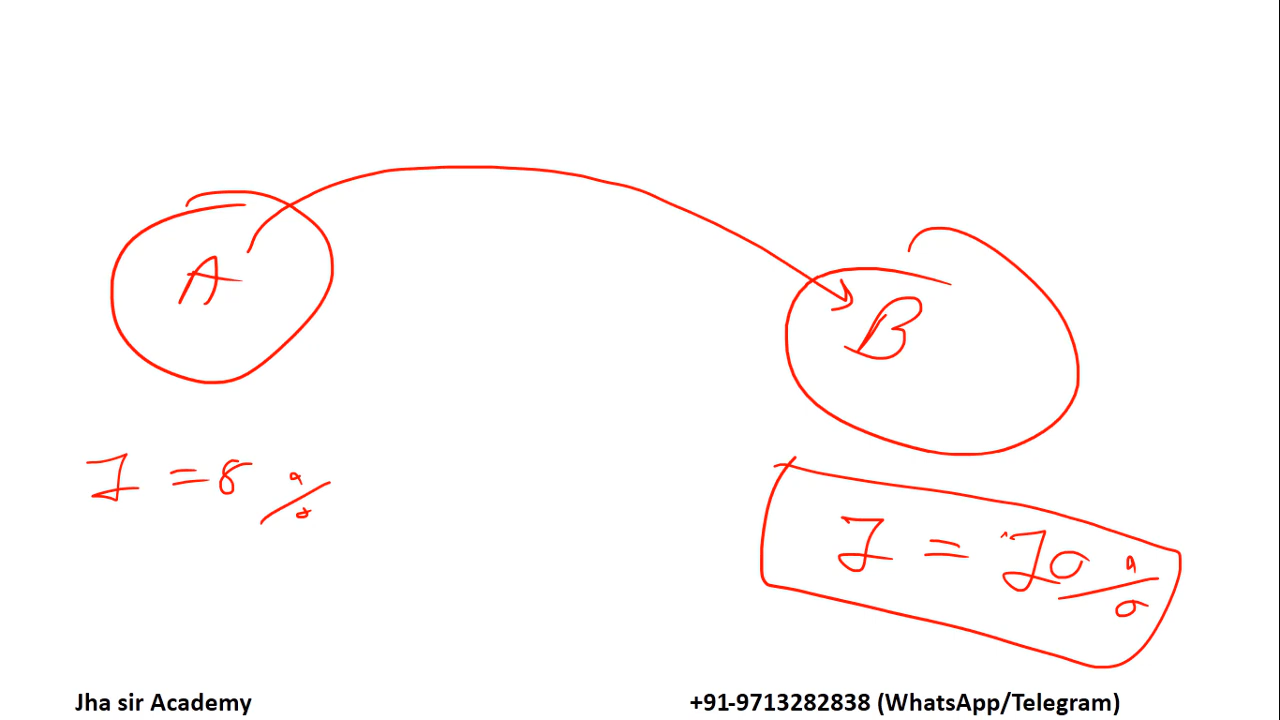 A
B
I = 8 %
I = 10 %
Jha sir Academy
+91-9713282838 (WhatsApp/Telegram)